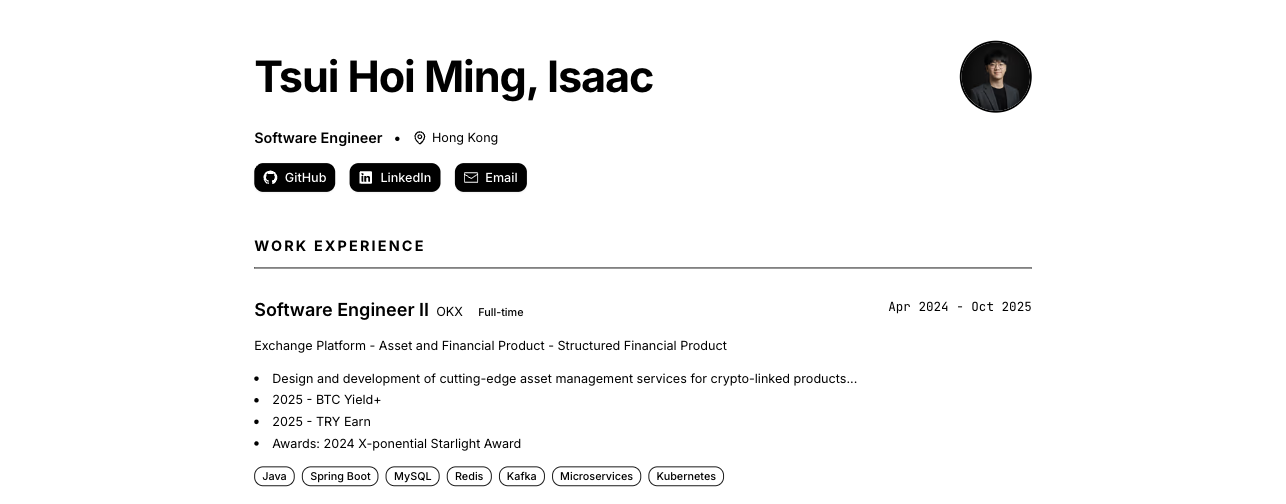 Tsui Hoi Ming, Isaac
Software Engineer • Hong Kong
GitHub LinkedIn Email
WORK EXPERIENCE
Software Engineer II OKX Full-time Apr 2024 - Oct 2025
Exchange Platform - Asset and Financial Product - Structured Financial Product
• Design and development of cutting-edge asset management services for crypto-linked products...
• 2025 - BTC Yield+
• 2025 - TRY Earn
• Awards: 2024 X-ponential Starlight Award
Java Spring Boot MySQL Redis Kafka Microservices Kubernetes